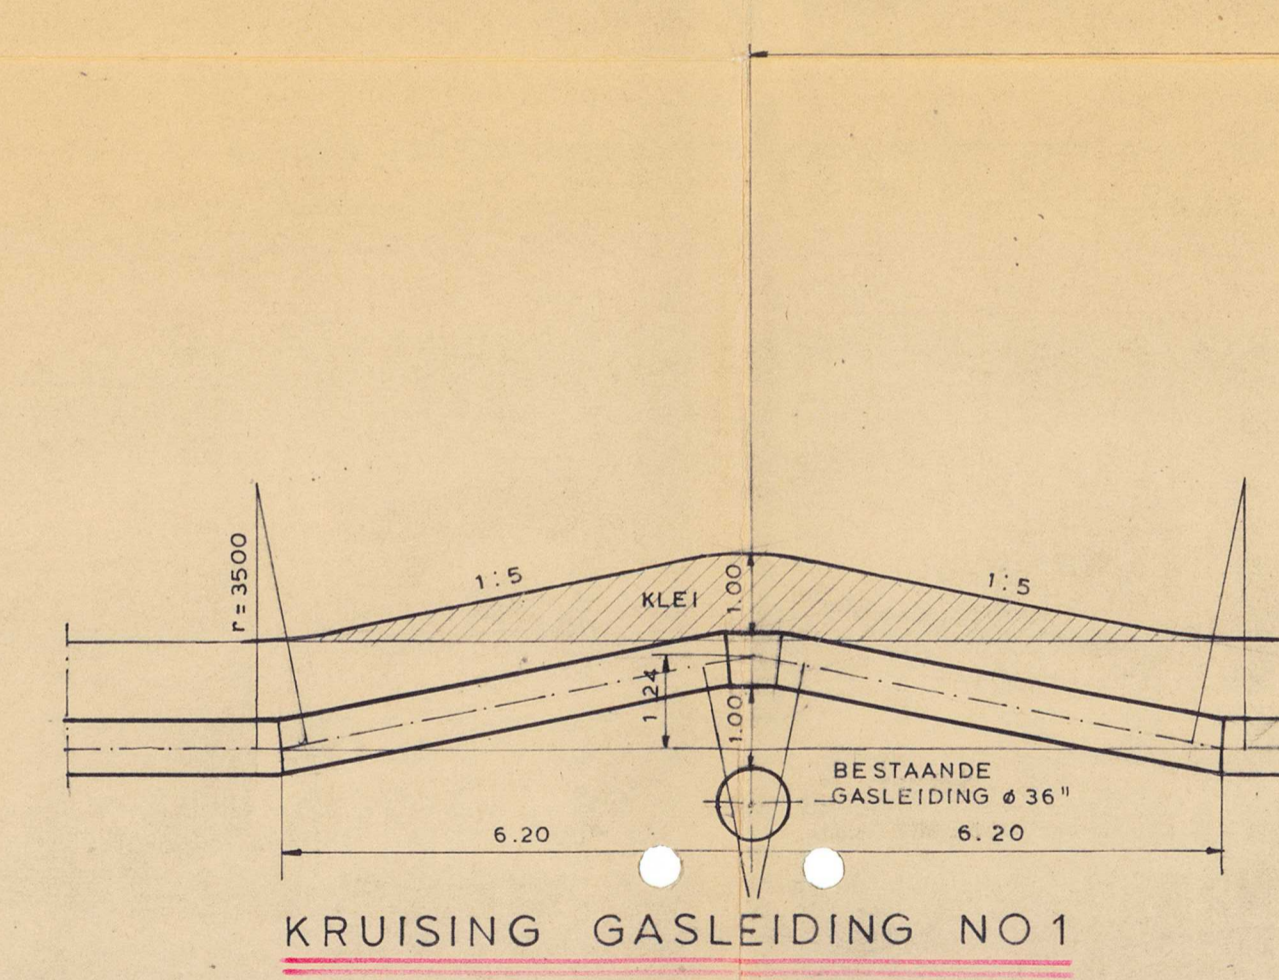 r = 3500
1:5
KLEI
1.00
1:5
1.24
1.00
BESTAANDE
GASLEIDING ø 36"
6.20
6.20
KRUISING GASLEIDING NO 1